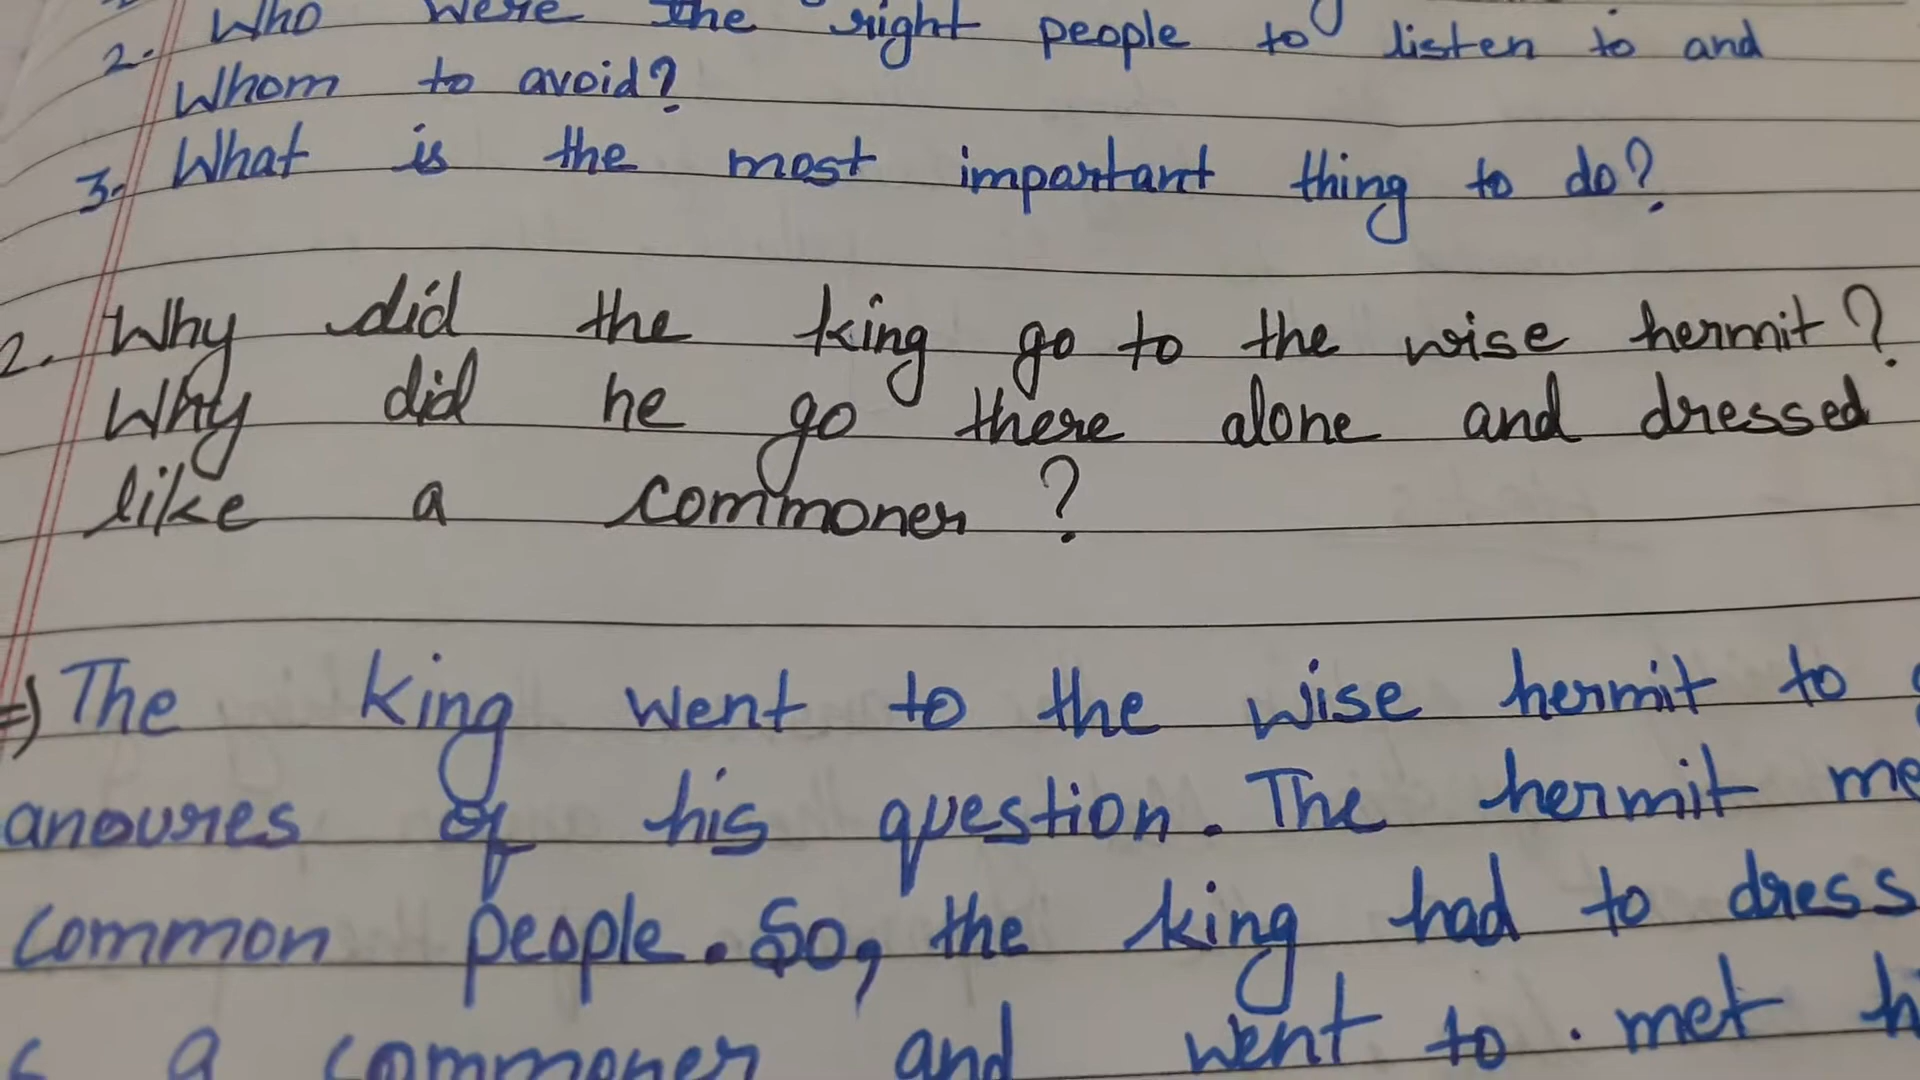 2. Who were the right people to listen to and
Whom to avoid?
3. What is the most important thing to do?
2. Why did the king go to the wise hermit?
Why did he go there alone and dressed
like a commoner?
=) The king went to the wise hermit to
anoures of his question. The hermit me
common people. So, the king had to dress
a commoner and went to. met h